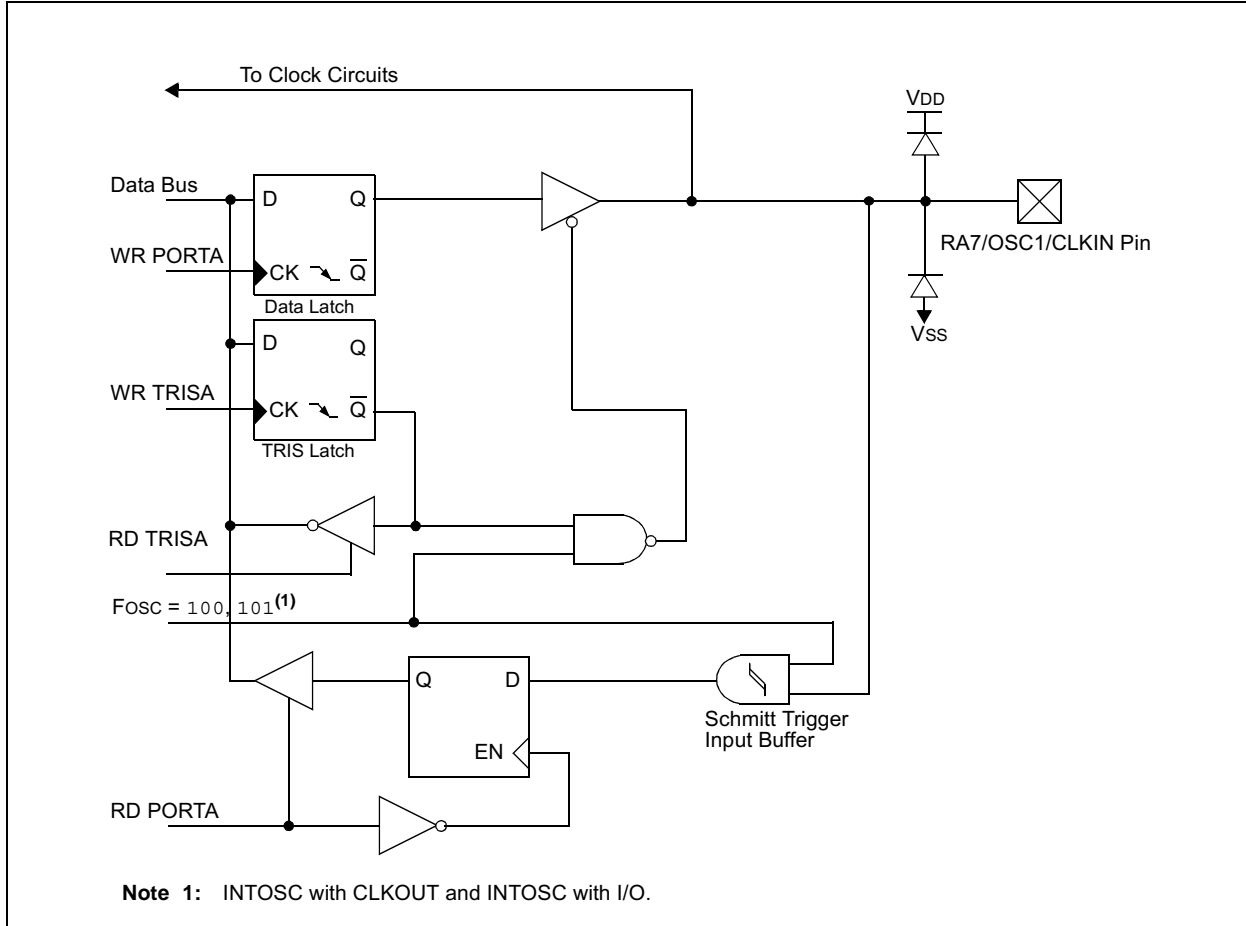 To Clock Circuits
VDD
Data Bus
D Q
WR PORTA
CK Q
Data Latch
RA7/OSC1/CLKIN Pin
VSS
D Q
WR TRISA
CK Q
TRIS Latch
RD TRISA
FOSC = 100, 101(1)
Q D
EN
Schmitt Trigger
Input Buffer
RD PORTA
Note 1: INTOSC with CLKOUT and INTOSC with I/O.